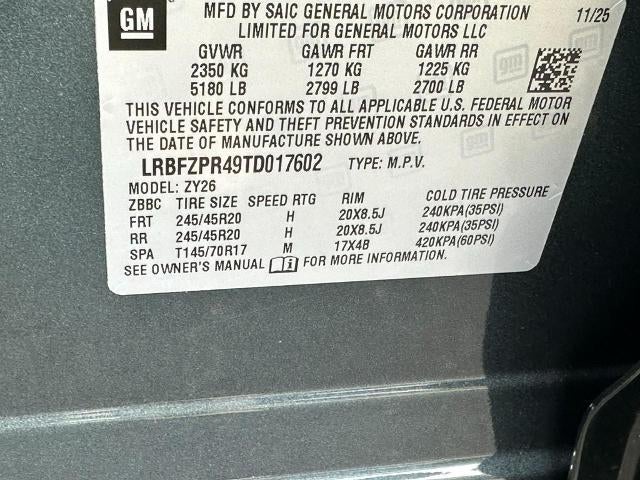 GM
MFD BY SAIC GENERAL MOTORS CORPORATION 11/25
LIMITED FOR GENERAL MOTORS LLC
GVWR GAWR FRT GAWR RR
2350 KG 1270 KG 1225 KG
5180 LB 2799 LB 2700 LB
THIS VEHICLE CONFORMS TO ALL APPLICABLE U.S. FEDERAL MOTOR
VEHICLE SAFETY AND THEFT PREVENTION STANDARDS IN EFFECT ON
THE DATE OF MANUFACTURE SHOWN ABOVE.
LRBFZPR49TD017602 TYPE: M.P.V.
MODEL: ZY26
ZBBC TIRE SIZE SPEED RTG RIM COLD TIRE PRESSURE
FRT 245/45R20 H 20X8.5J 240KPA(35PSI)
RR 245/45R20 H 20X8.5J 240KPA(35PSI)
SPA T145/70R17 M 17X4B 420KPA(60PSI)
SEE OWNER'S MANUAL FOR MORE INFORMATION.